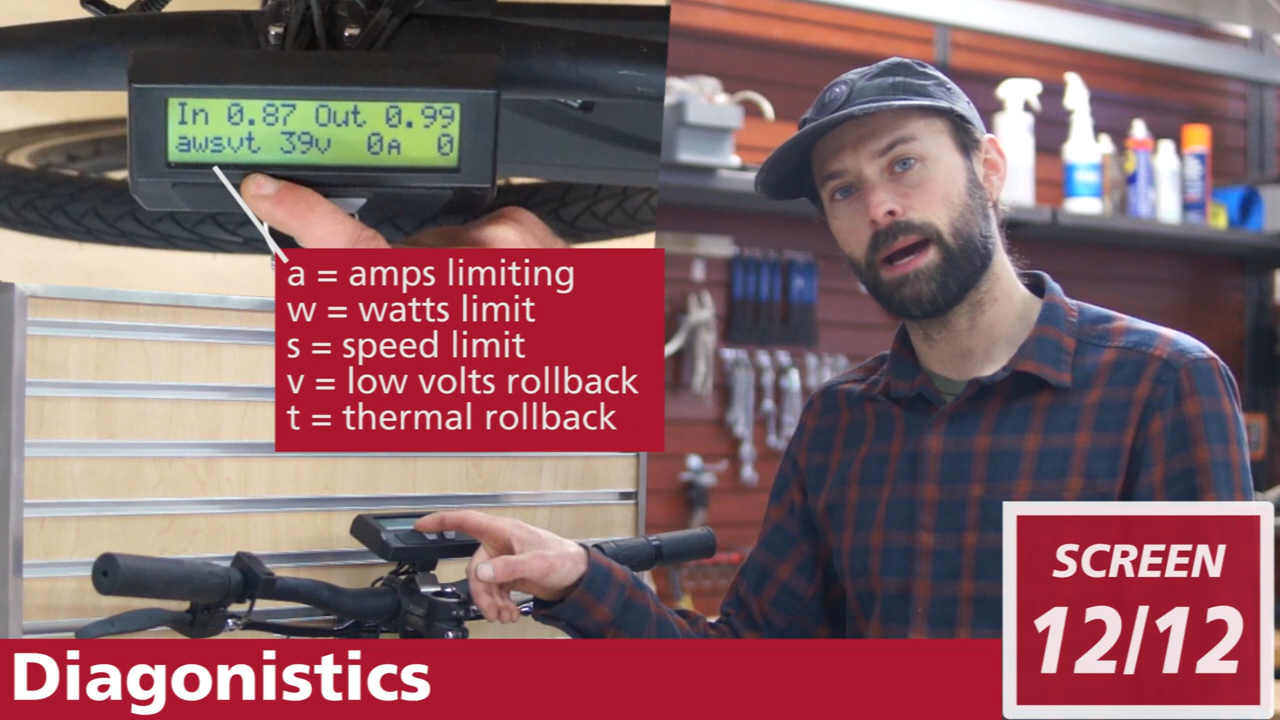 In 0.87 Out 0.99
awsvt 39v 0A 0
a = amps limiting
w = watts limit
s = speed limit
v = low volts rollback
t = thermal rollback
SCREEN
12/12
Diagonistics